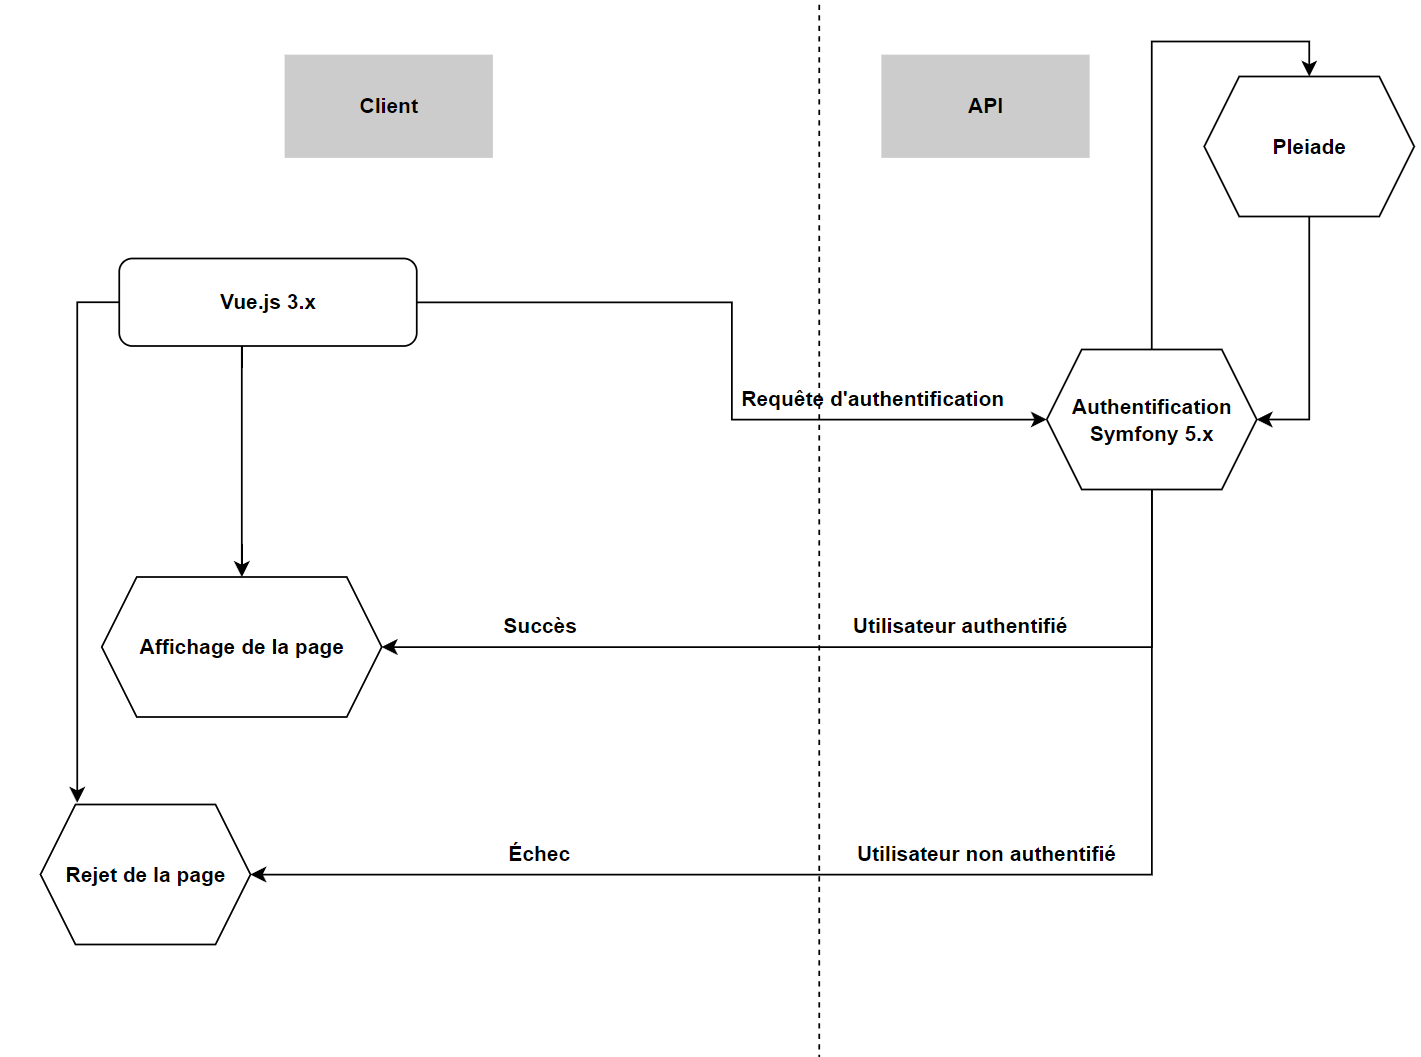 Client
API
Pleiade
Vue.js 3.x
Requête d'authentification
Authentification
Symfony 5.x
Succès
Utilisateur authentifié
Affichage de la page
Échec
Utilisateur non authentifié
Rejet de la page